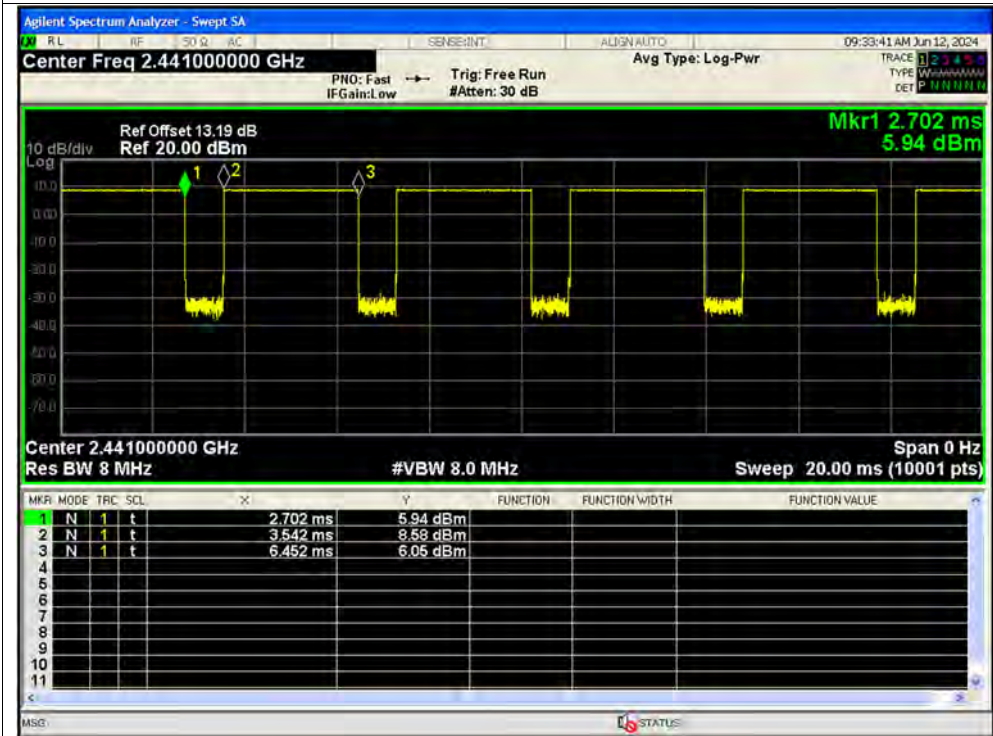 Agilent Spectrum Analyzer - Swept SA
RL RF 50 Ω AC SENSE:INT ALIGN AUTO 09:33:41 AM Jun 12, 2024
Center Freq 2.441000000 GHz Avg Type: Log-Pwr TRACE 1 2 3 4 5 6
PNO: Fast Trig: Free Run TYPE W
IFGain:Low #Atten: 30 dB DET P N N N N N
Mkr1 2.702 ms
5.94 dBm
Ref Offset 13.19 dB
10 dB/div Ref 20.00 dBm
Log
1 2 3
10.0
0.00
-10.0
-20.0
-30.0
-40.0
-50.0
-60.0
-70.0
Center 2.441000000 GHz Span 0 Hz
Res BW 8 MHz #VBW 8.0 MHz Sweep 20.00 ms (10001 pts)
MKR MODE TRC SCL X Y FUNCTION FUNCTION WIDTH FUNCTION VALUE
1 N 1 t 2.702 ms 5.94 dBm
2 N 1 t 3.542 ms 8.58 dBm
3 N 1 t 6.452 ms 6.05 dBm
4
5
6
7
8
9
10
11
MSG STATUS